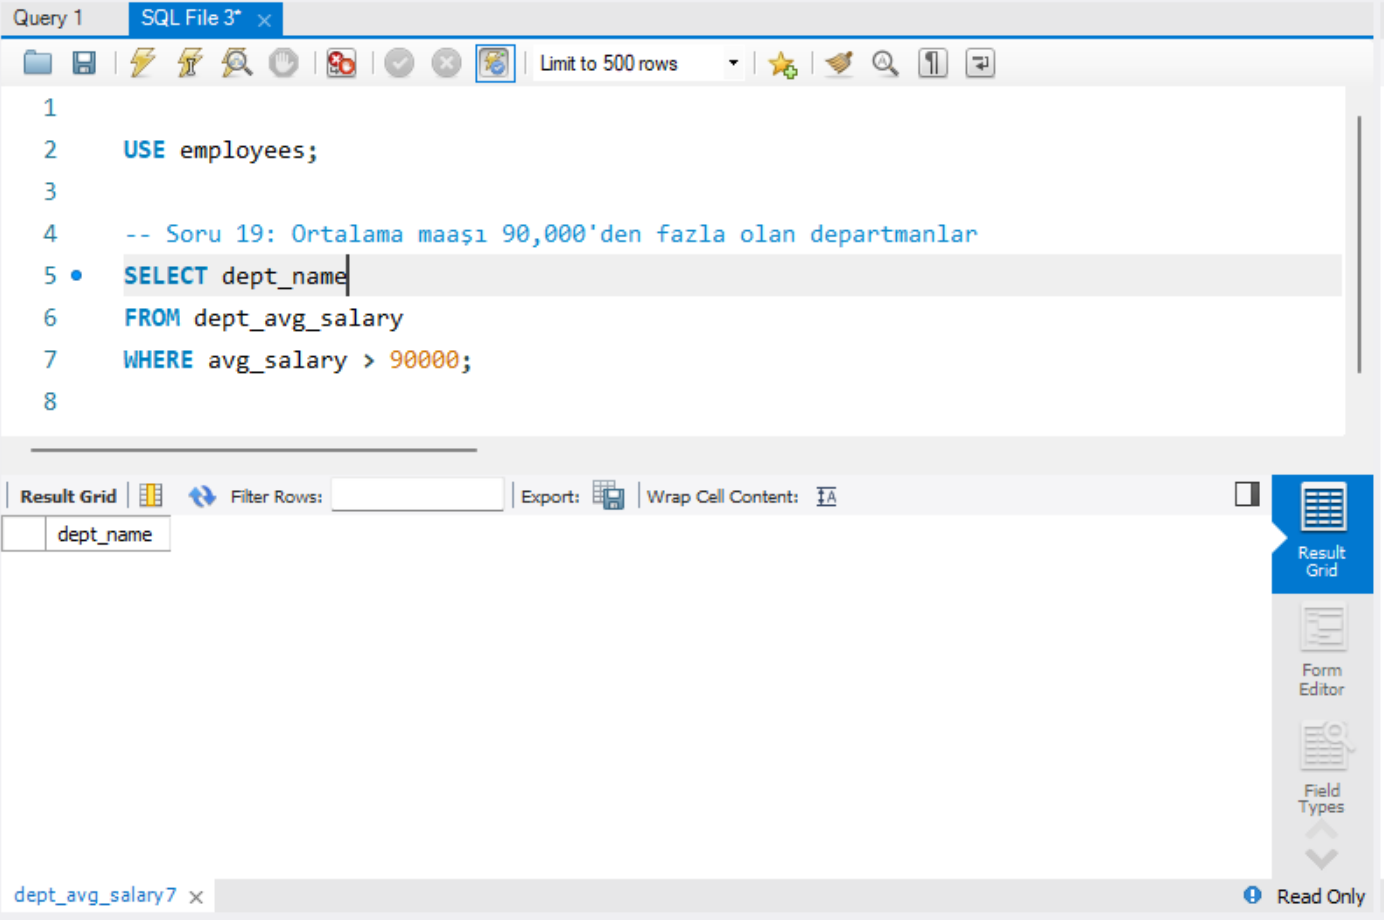 Query 1
SQL File 3*
Limit to 500 rows
1
2 USE employees;
3
4 -- Soru 19: Ortalama maaşı 90,000'den fazla olan departmanlar
5 SELECT dept_name
6 FROM dept_avg_salary
7 WHERE avg_salary > 90000;
8
Result Grid Filter Rows: Export: Wrap Cell Content:
dept_name
Result
Grid
Form
Editor
Field
Types
dept_avg_salary7
Read Only